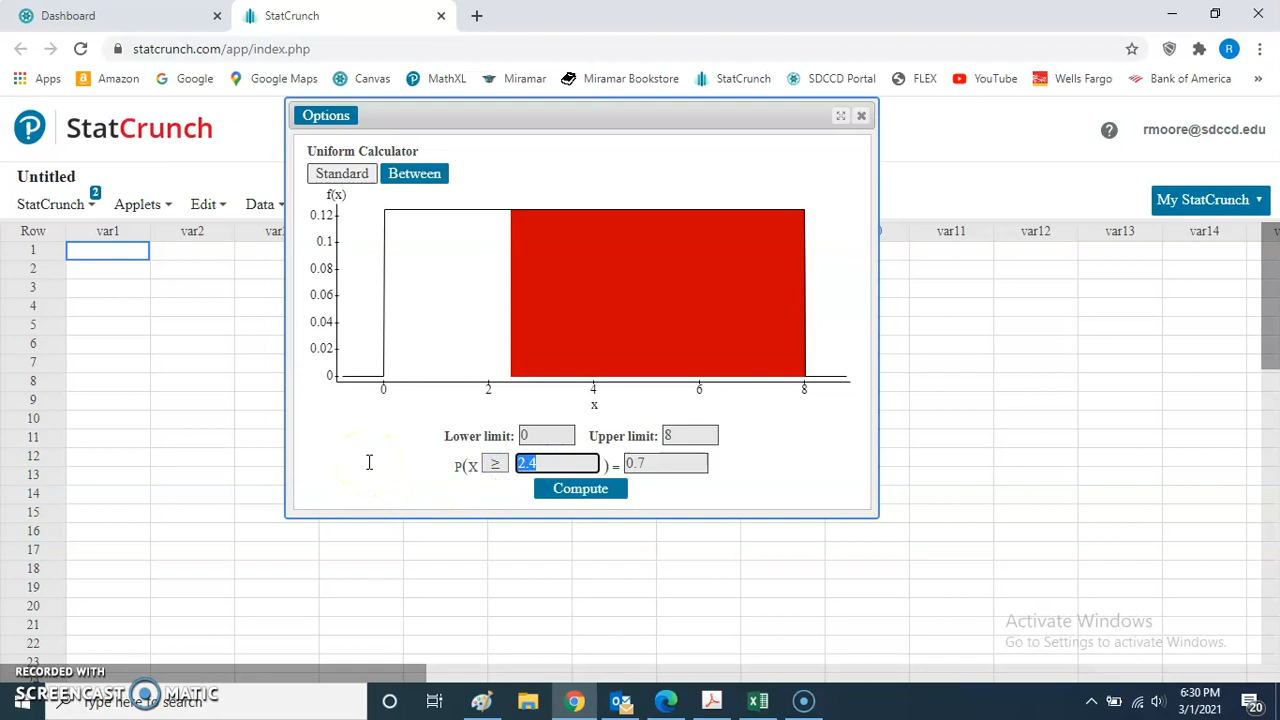 Dashboard
StatCrunch
statcrunch.com/app/index.php
R
Apps Amazon Google Google Maps Canvas MathXL Miramar Miramar Bookstore StatCrunch SDCCD Portal FLEX YouTube Wells Fargo Bank of America »
StatCrunch
rmoore@sdccd.edu
Untitled
StatCrunch 2 Applets Edit Data
My StatCrunch
Row var1 var2 var11 var12 var13 var14
1
2
3
4
5
6
7
8
9
10
11
12
13
14
15
16
17
18
19
20
21
22
23
Options
Uniform Calculator
Standard Between
f(x)
0.12
0.1
0.08
0.06
0.04
0.02
0
0 2 4 6 8
x
Lower limit: 0 Upper limit: 8
P(X ≥ 2.4 ) = 0.7
Compute
Activate Windows
Go to Settings to activate Windows.
RECORDED WITH
SCREENCAST MATIC
Type here to search
6:30 PM
3/1/2021
20